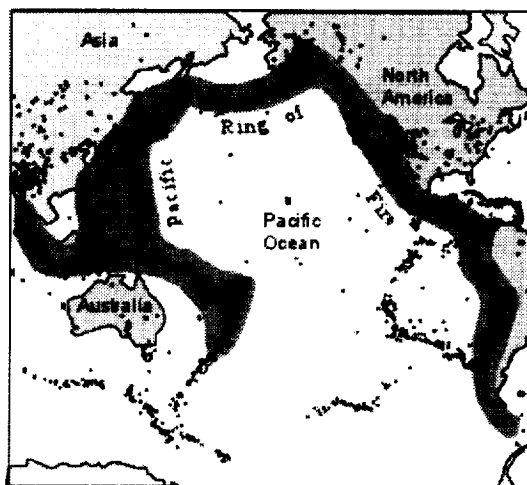 Asia
North
America
Ring of
Fire
Pacific
Pacific
Ocean
Australia